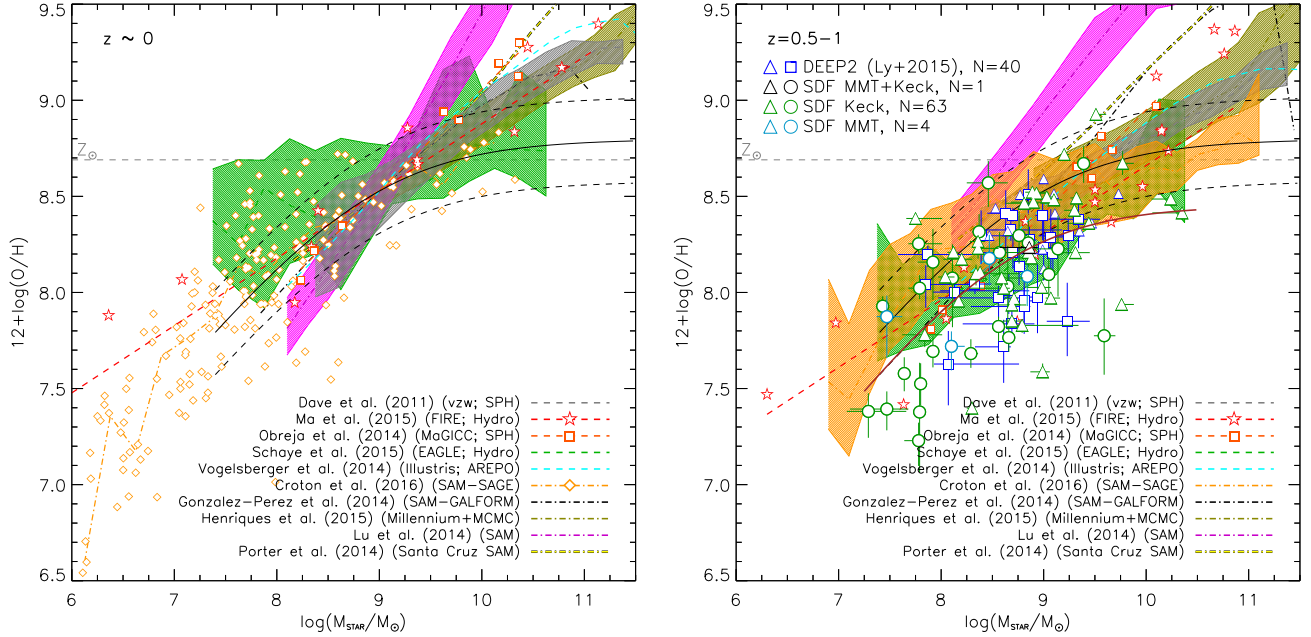 z ~ 0
Z⊙
9.5
9.0
8.5
8.0
7.5
7.0
6.5
12+log(O/H)
Dave et al. (2011) (vzw; SPH)
Ma et al. (2015) (FIRE; Hydro)
Obreja et al. (2014) (MaGICC; SPH)
Schaye et al. (2015) (EAGLE; Hydro)
Vogelsberger et al. (2014) (Illustris; AREPO)
Croton et al. (2016) (SAM-SAGE)
Gonzalez-Perez et al. (2014) (SAM-GALFORM)
Henriques et al. (2015) (Millennium+MCMC)
Lu et al. (2014) (SAM)
Porter et al. (2014) (Santa Cruz SAM)
6 7 8 9 10 11
log(MSTAR/M⊙)
z=0.5-1
DEEP2 (Ly+2015), N=40
SDF MMT+Keck, N=1
SDF Keck, N=63
SDF MMT, N=4
Z⊙
9.5
9.0
8.5
8.0
7.5
7.0
6.5
12+log(O/H)
Dave et al. (2011) (vzw; SPH)
Ma et al. (2015) (FIRE; Hydro)
Obreja et al. (2014) (MaGICC; SPH)
Schaye et al. (2015) (EAGLE; Hydro)
Vogelsberger et al. (2014) (Illustris; AREPO)
Croton et al. (2016) (SAM-SAGE)
Gonzalez-Perez et al. (2014) (SAM-GALFORM)
Henriques et al. (2015) (Millennium+MCMC)
Lu et al. (2014) (SAM)
Porter et al. (2014) (Santa Cruz SAM)
6 7 8 9 10 11
log(MSTAR/M⊙)